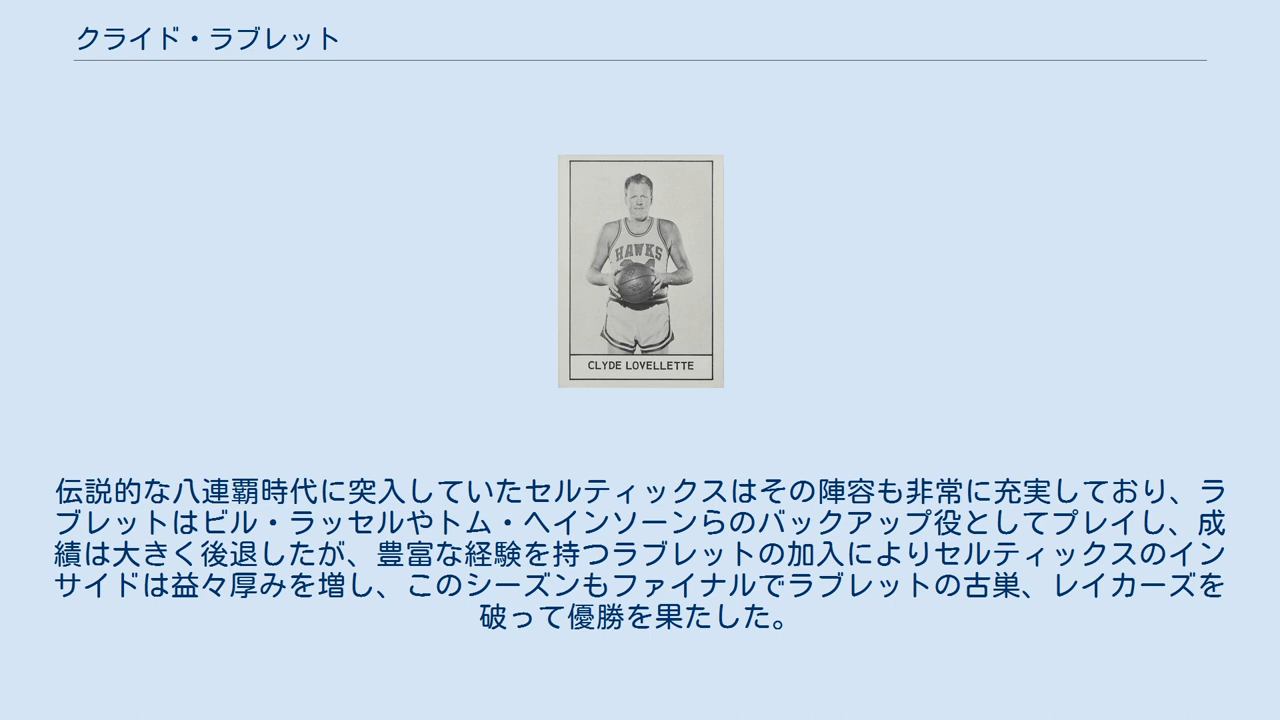 クライド・ラブレット
HAWKS
CLYDE LOVELLETTE
伝説的な八連覇時代に突入していたセルティックスはその陣容も非常に充実しており、ラ
ブレットはビル・ラッセルやトム・ヘインソーンらのバックアップ役としてプレイし、成
績は大きく後退したが、豊富な経験を持つラブレットの加入によりセルティックスのイン
サイドは益々厚みを増し、このシーズンもファイナルでラブレットの古巣、レイカーズを
破って優勝を果たした。